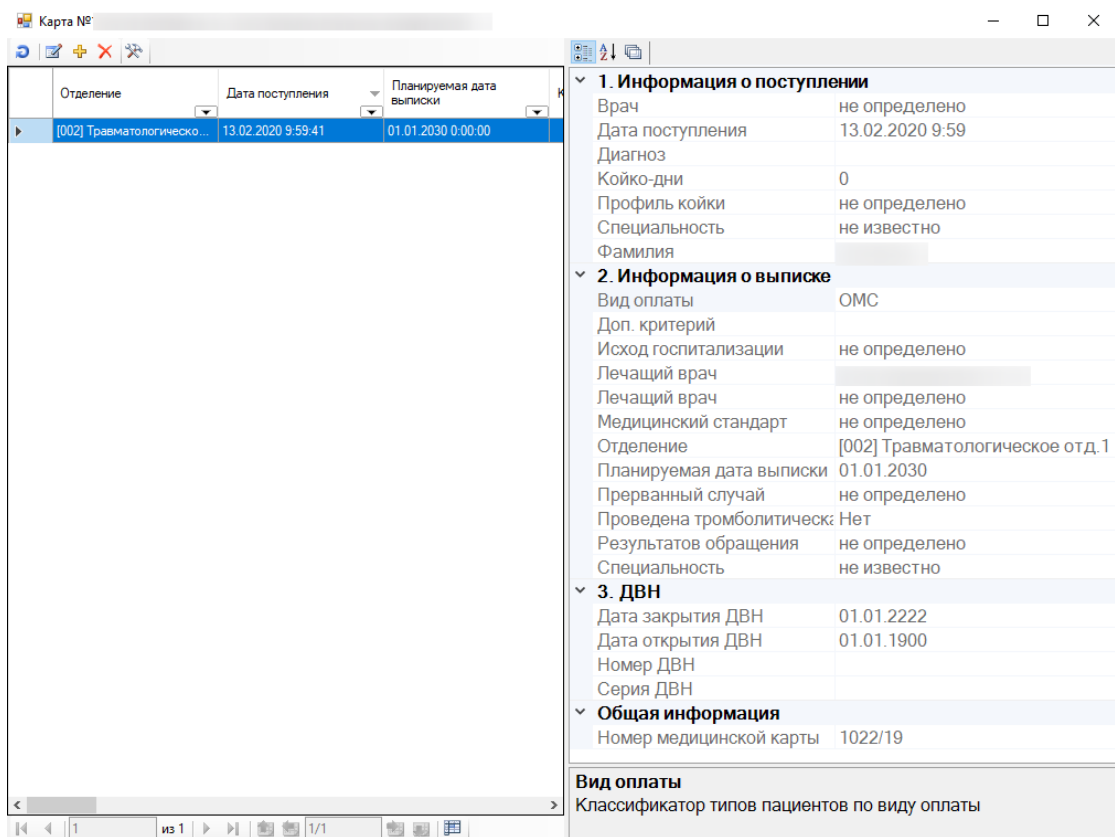 Карта №
Отделение
Дата поступления
Планируемая дата
выписки
К
[002] Травматологическо...
13.02.2020 9:59:41
01.01.2030 0:00:00
1
из 1
1/1
1. Информация о поступлении
Врач не определено
Дата поступления 13.02.2020 9:59
Диагноз
Койко-дни 0
Профиль койки не определено
Специальность не известно
Фамилия
2. Информация о выписке
Вид оплаты ОМС
Доп. критерий
Исход госпитализации не определено
Лечащий врач
Лечащий врач не определено
Медицинский стандарт не определено
Отделение [002] Травматологическое отд.1
Планируемая дата выписки 01.01.2030
Прерванный случай не определено
Проведена тромболитическа Нет
Результатов обращения не определено
Специальность не известно
3. ДВН
Дата закрытия ДВН 01.01.2222
Дата открытия ДВН 01.01.1900
Номер ДВН
Серия ДВН
Общая информация
Номер медицинской карты 1022/19
Вид оплаты
Классификатор типов пациентов по виду оплаты